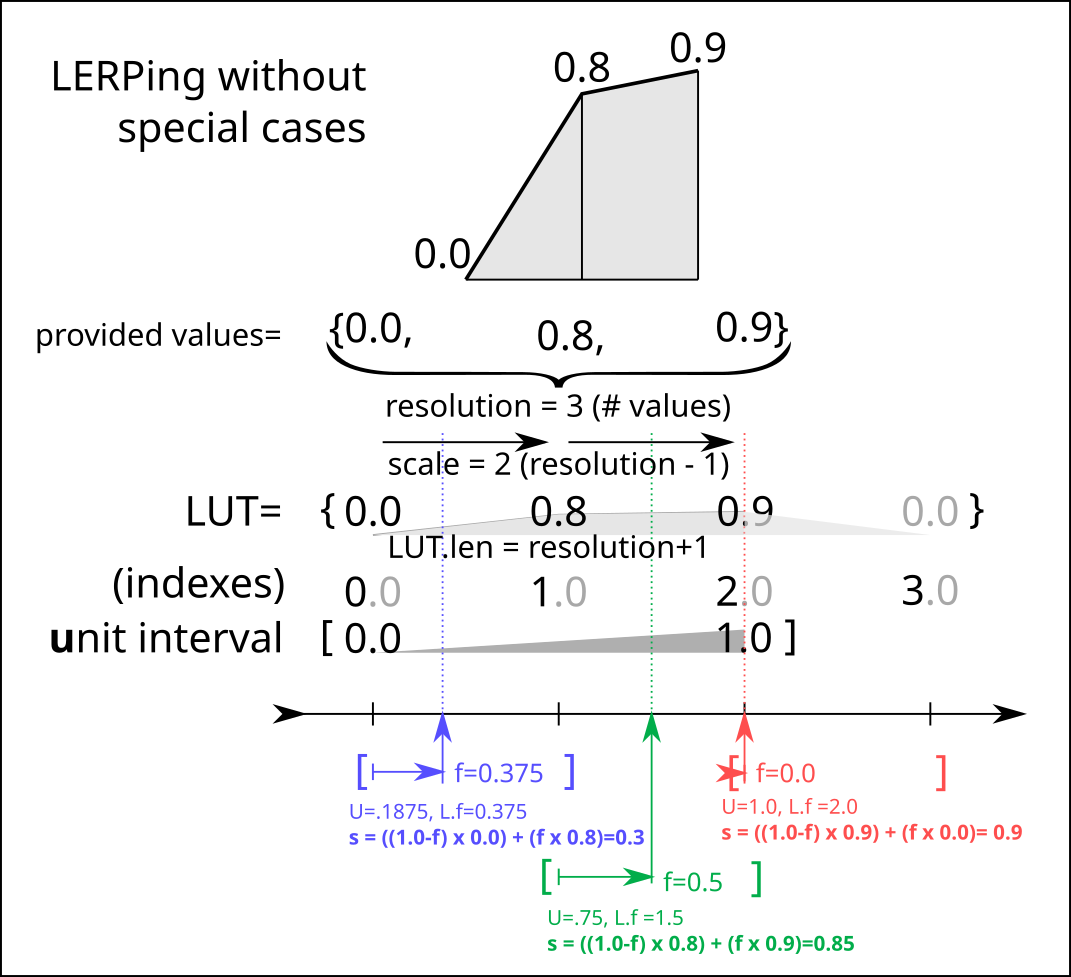 LERPing without
special cases
0.0
0.8
0.9
provided values= {0.0, 0.8, 0.9}
resolution = 3 (# values)
scale = 2 (resolution - 1)
LUT= { 0.0 0.8 0.9 0.0 }
LUT.len = resolution+1
(indexes) 0.0 1.0 2.0 3.0
unit interval [ 0.0 1.0 ]
[ f=0.375 ]
U=.1875, L.f=0.375
s = ((1.0-f) x 0.0) + (f x 0.8)=0.3
[ f=0.0 ]
U=1.0, L.f =2.0
s = ((1.0-f) x 0.9) + (f x 0.0)= 0.9
[ f=0.5 ]
U=.75, L.f =1.5
s = ((1.0-f) x 0.8) + (f x 0.9)=0.85